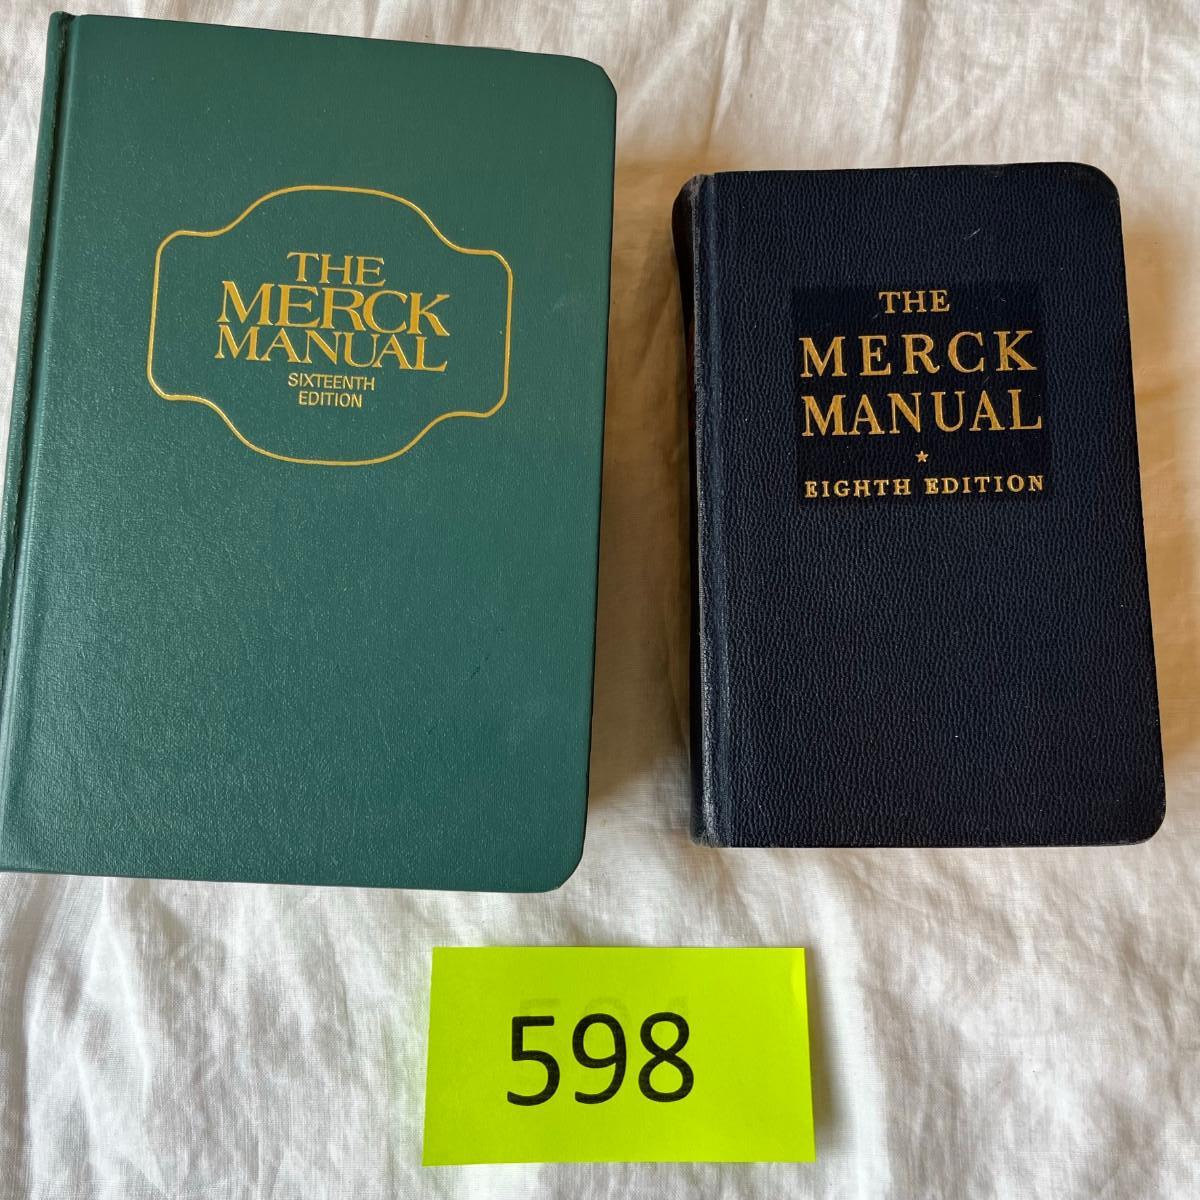 THE
MERCK
MANUAL
SIXTEENTH
EDITION
THE
MERCK
MANUAL
★
EIGHTH EDITION
598